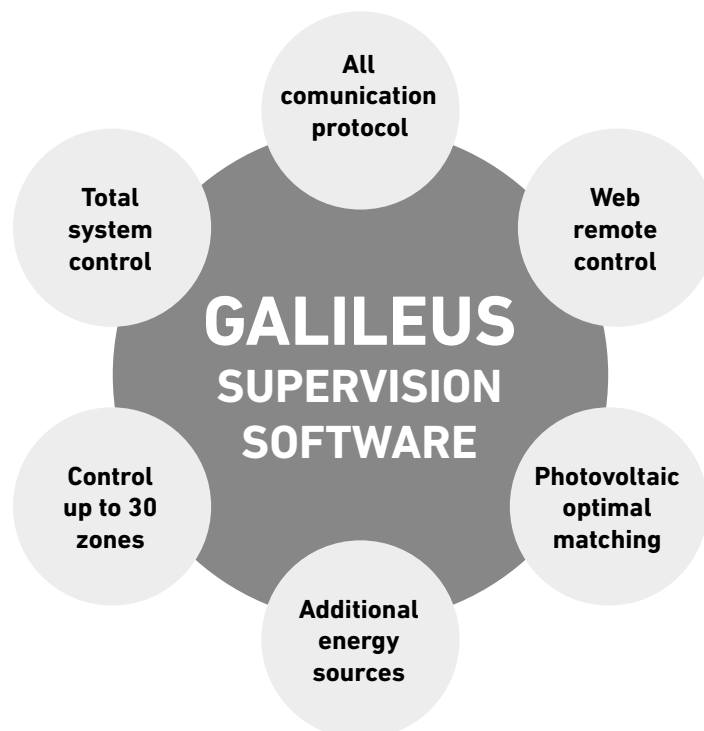 All
comunication
protocol
Total
system
control
Web
remote
control
GALILEUS
SUPERVISION
SOFTWARE
Control
up to 30
zones
Photovoltaic
optimal
matching
Additional
energy
sources